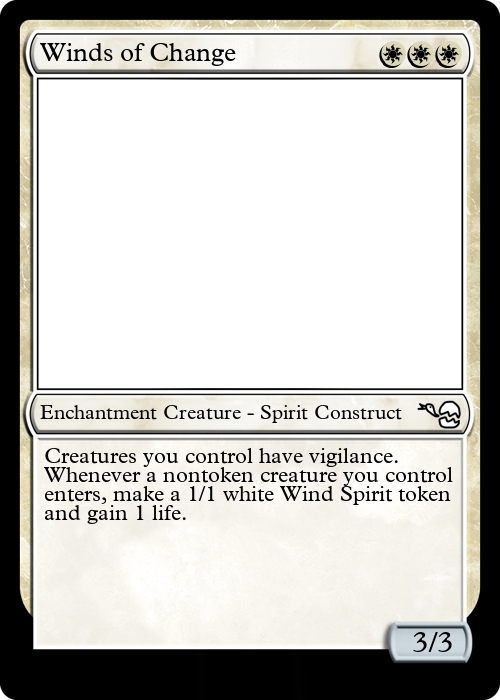 Winds of Change
Enchantment Creature - Spirit Construct
Creatures you control have vigilance.
Whenever a nontoken creature you control
enters, make a 1/1 white Wind Spirit token
and gain 1 life.
3/3